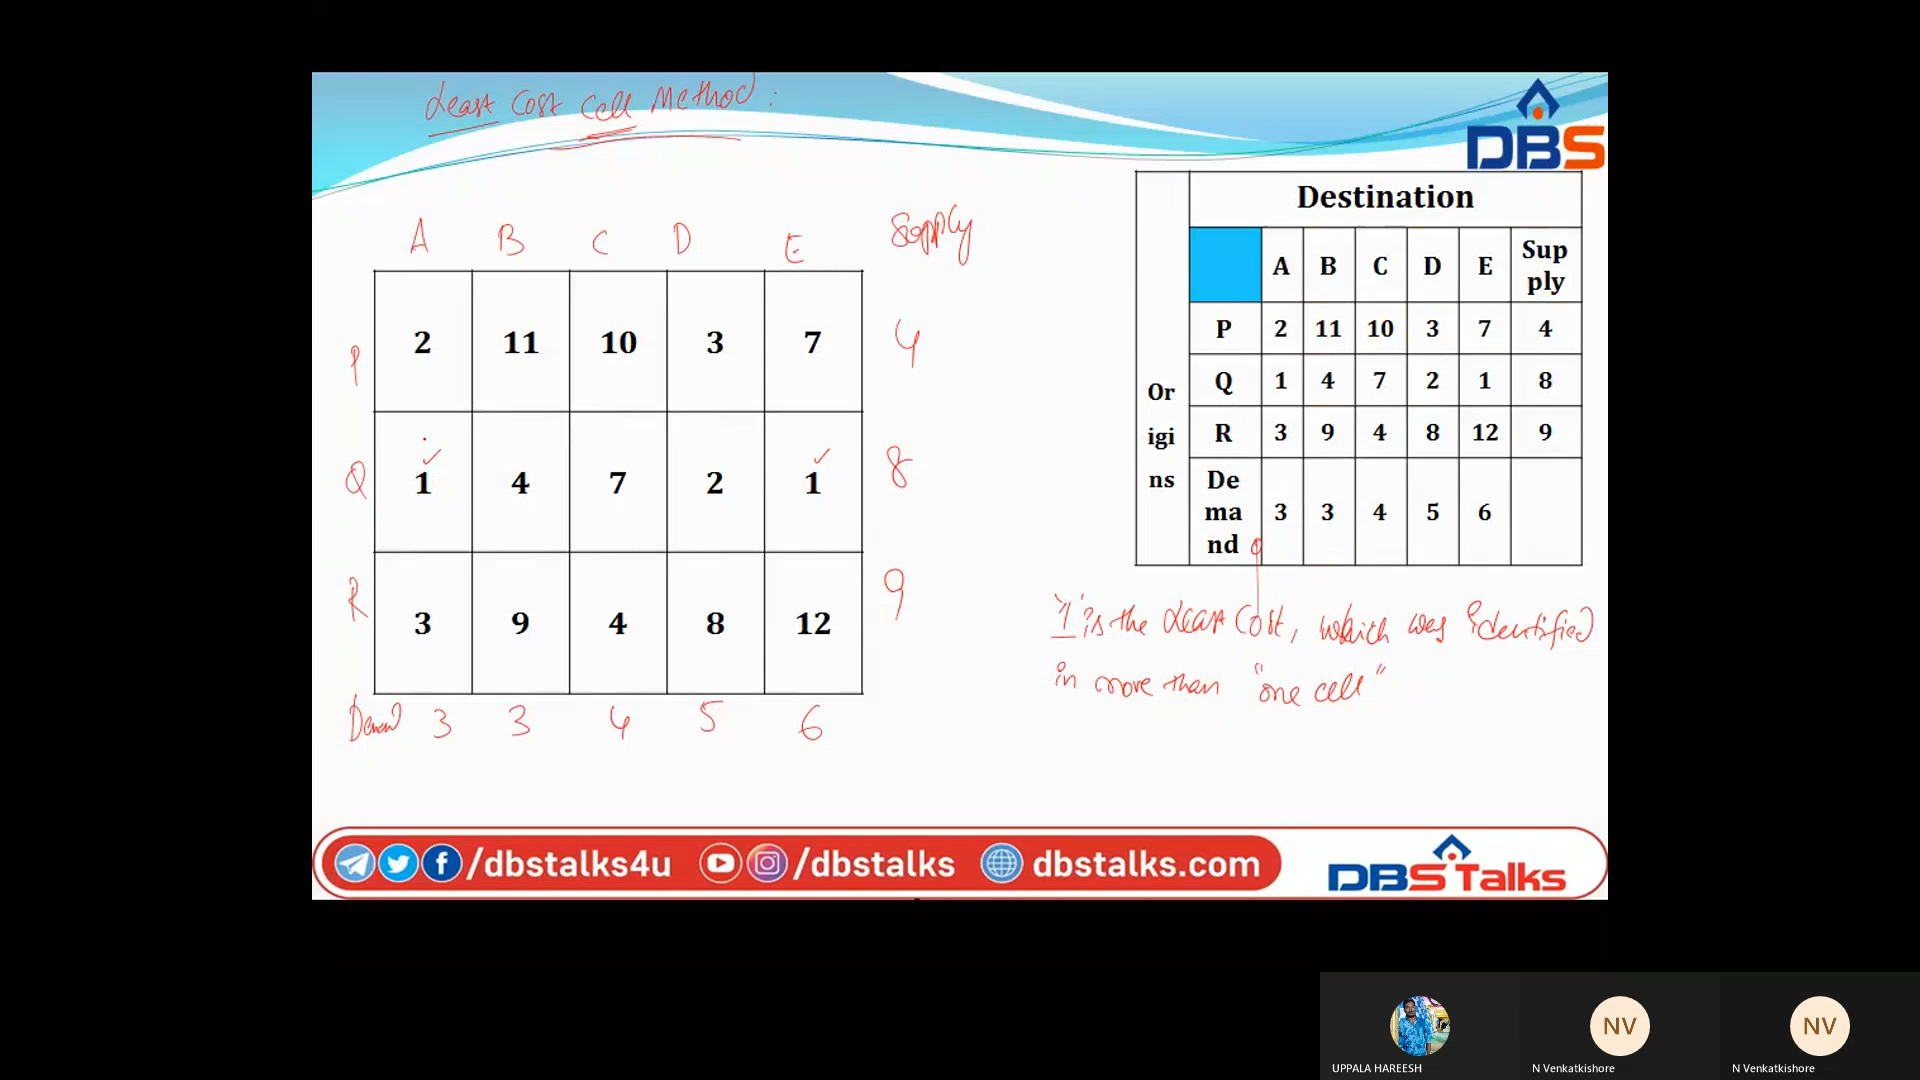 Least Cost Cell Method :
DBS
A B C D E Supply
P 2 11 10 3 7 4
Q 1 4 7 2 1 8
R 3 9 4 8 12 9
3 3 4 5 6
Destination
A B C D E Sup
ply
P 2 11 10 3 7 4
Q 1 4 7 2 1 8
R 3 9 4 8 12 9
Or
igi
ns
De
ma
nd
3 3 4 5 6
'1' is the Least Cost, which was identified
in more than "one cell"
/dbstalks4u /dbstalks dbstalks.com
DBS Talks
NV NV
UPPALA HAREESH N Venkatkishore N Venkatkishore